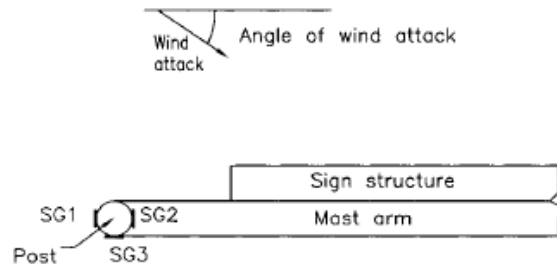 Wind
attack
Angle of wind attack
Sign structure
SG1
SG2
Mast arm
Post
SG3